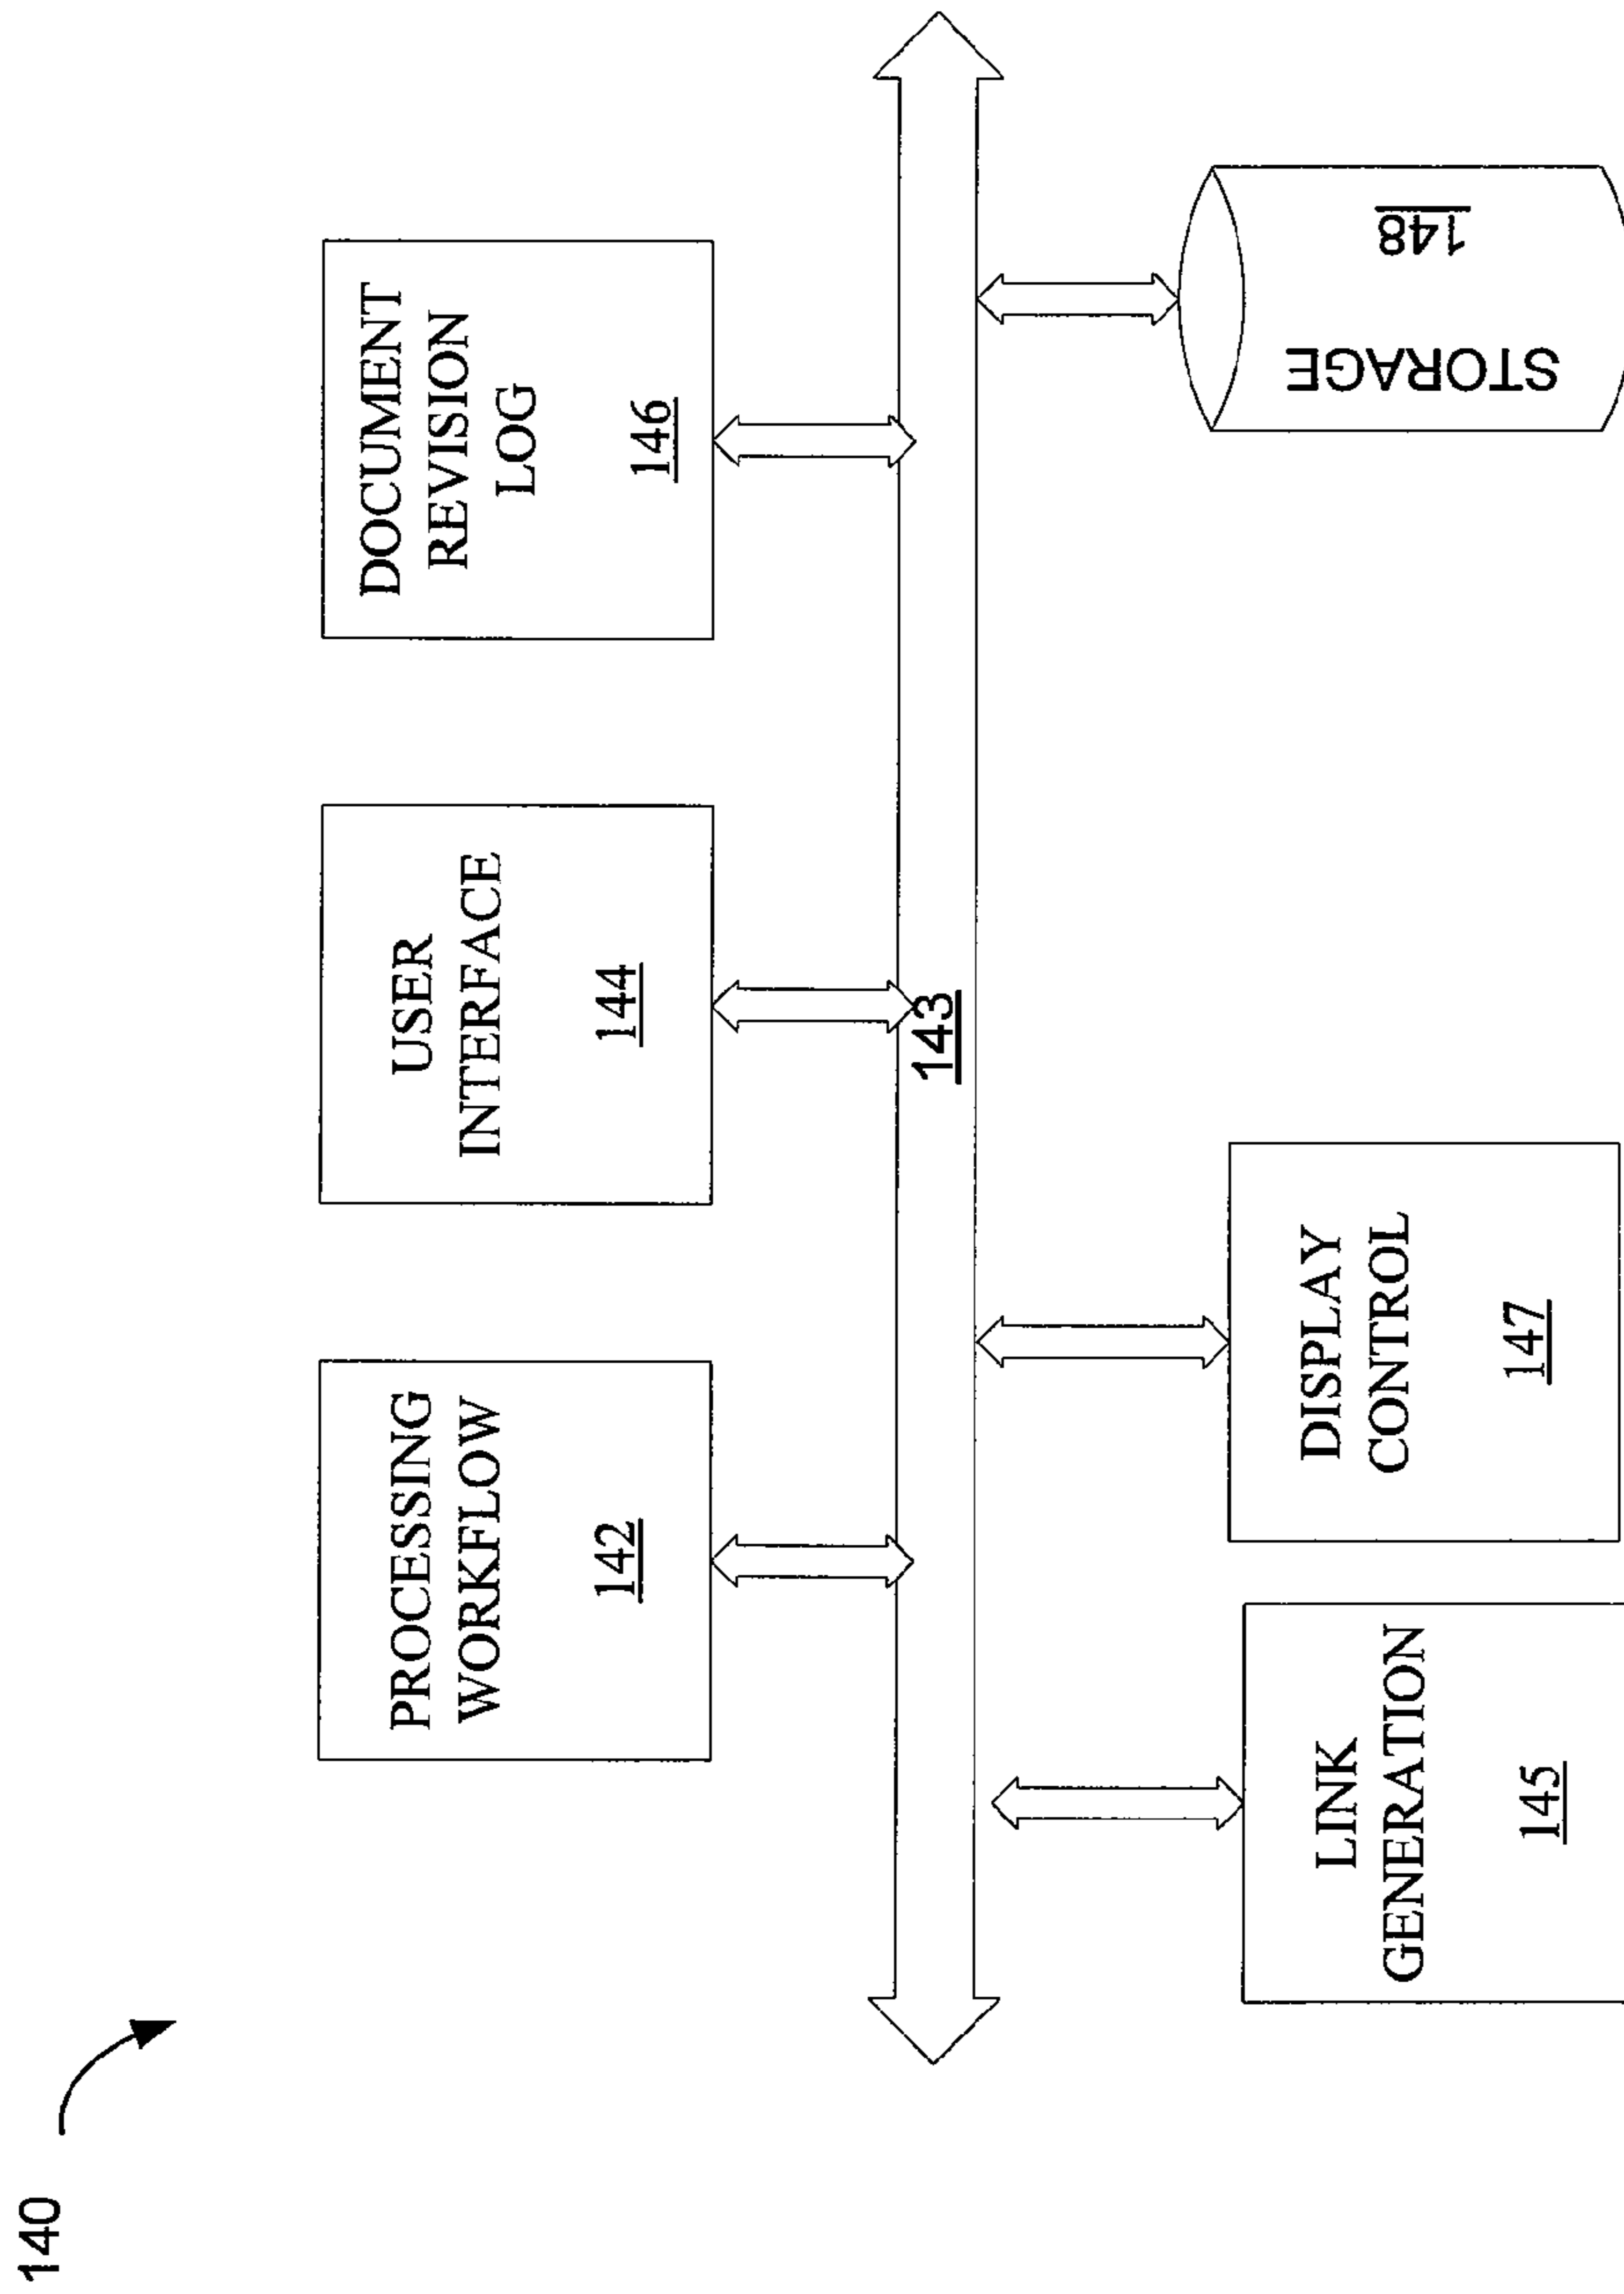 140
PROCESSING
WORKFLOW
142
USER
INTERFACE
144
DOCUMENT
REVISION
LOG
146
143
LINK
GENERATION
145
DISPLAY
CONTROL
147
STORAGE
148